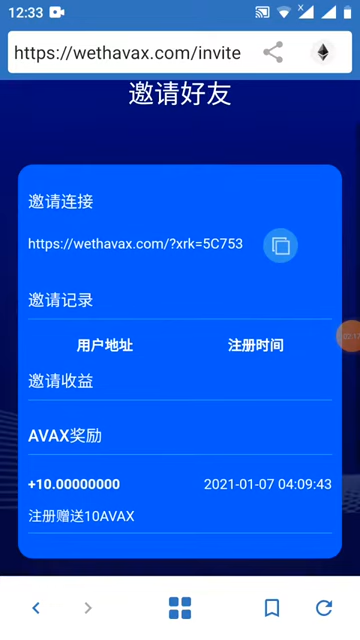 12:33
https://wethavax.com/invite
邀请好友
邀请连接
https://wethavax.com/?xrk=5C753
邀请记录
用户地址 注册时间
邀请收益
AVAX奖励
+10.00000000 2021-01-07 04:09:43
注册赠送10AVAX